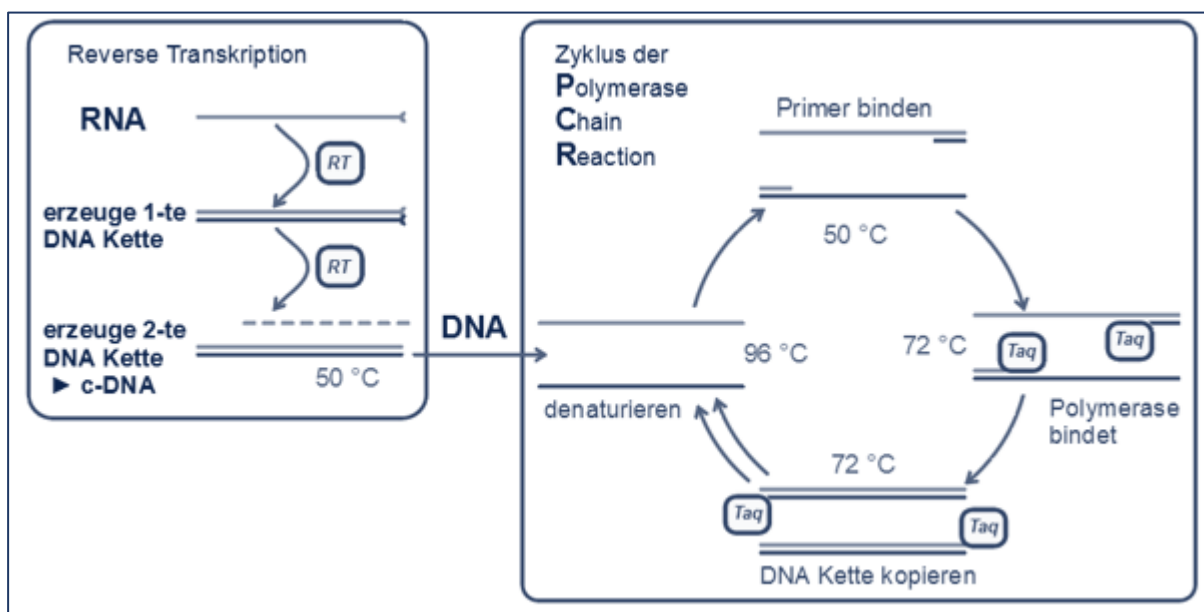 Reverse Transkription
RNA
RT
erzeuge 1-te
DNA Kette
RT
erzeuge 2-te
DNA Kette
► c-DNA
50 °C
DNA
Zyklus der
Polymerase
Chain
Reaction
Primer binden
50 °C
96 °C
denaturieren
72 °C
Taq
Taq
Polymerase
bindet
72 °C
Taq
Taq
DNA Kette kopieren